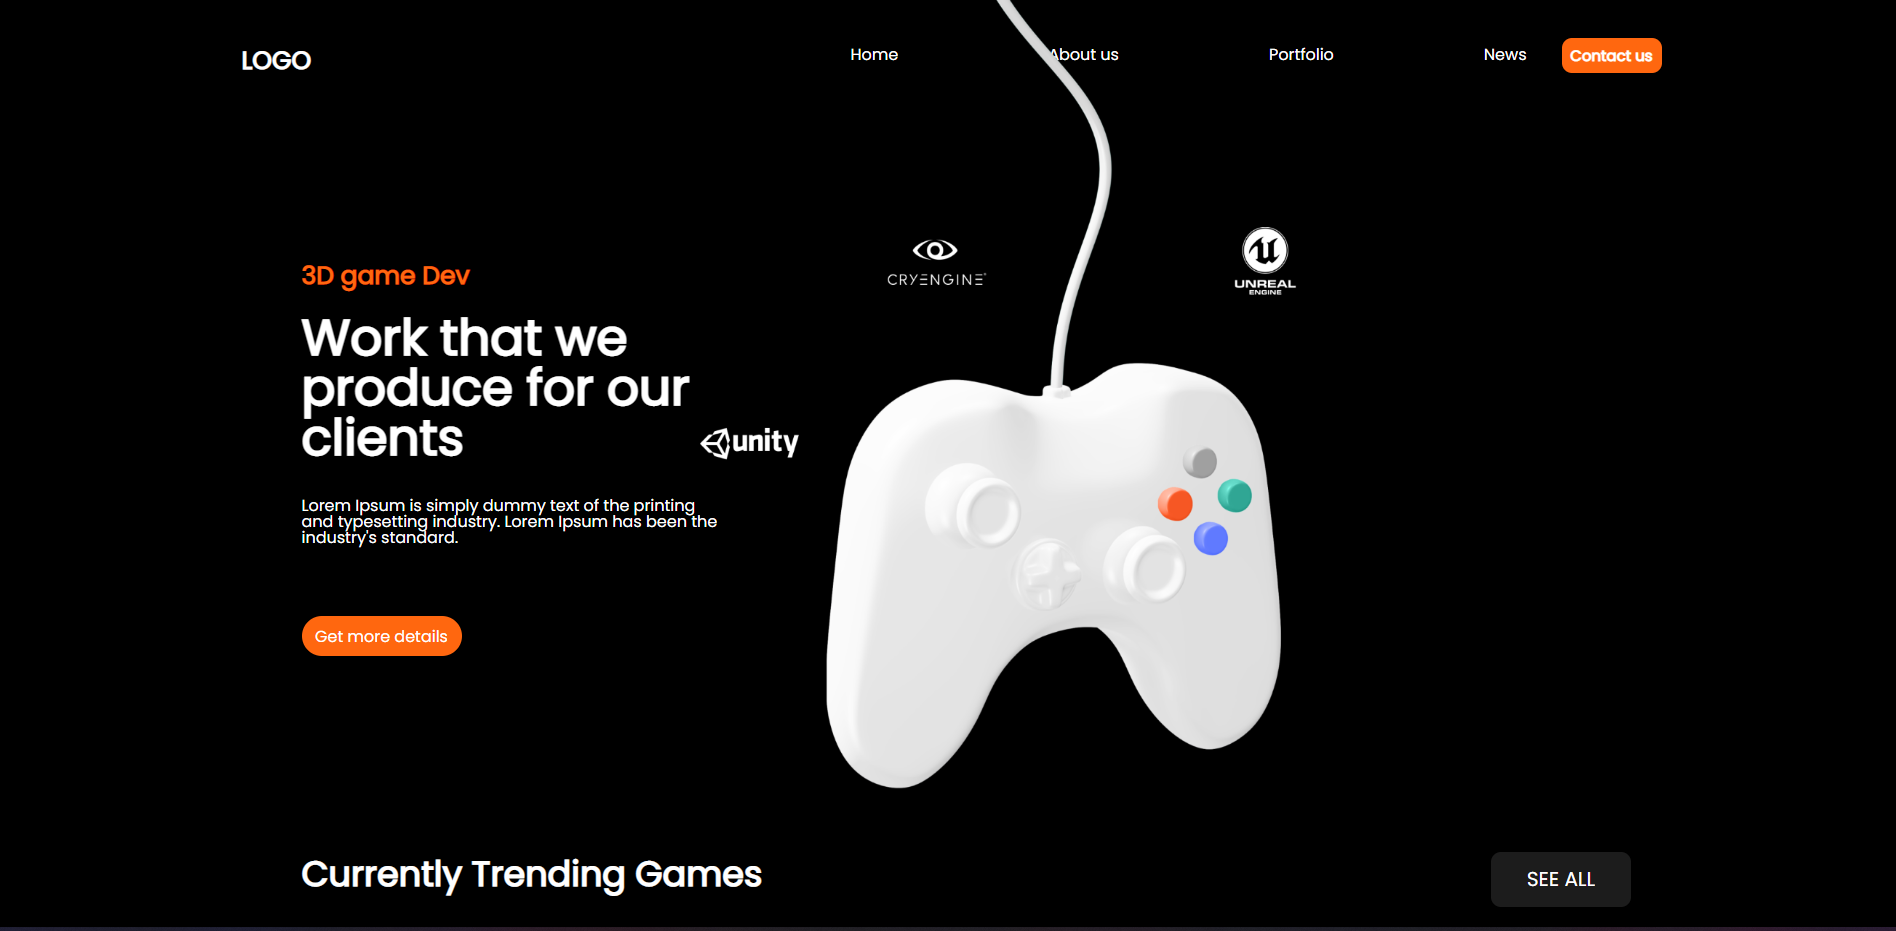 LOGO
Home
About us
Portfolio
News
Contact us
CRYENGINE
UNREAL
ENGINE
3D game Dev
Work that we
produce for our
clients
unity
Lorem Ipsum is simply dummy text of the printing
and typesetting industry. Lorem Ipsum has been the
industry's standard.
Get more details
Currently Trending Games
SEE ALL